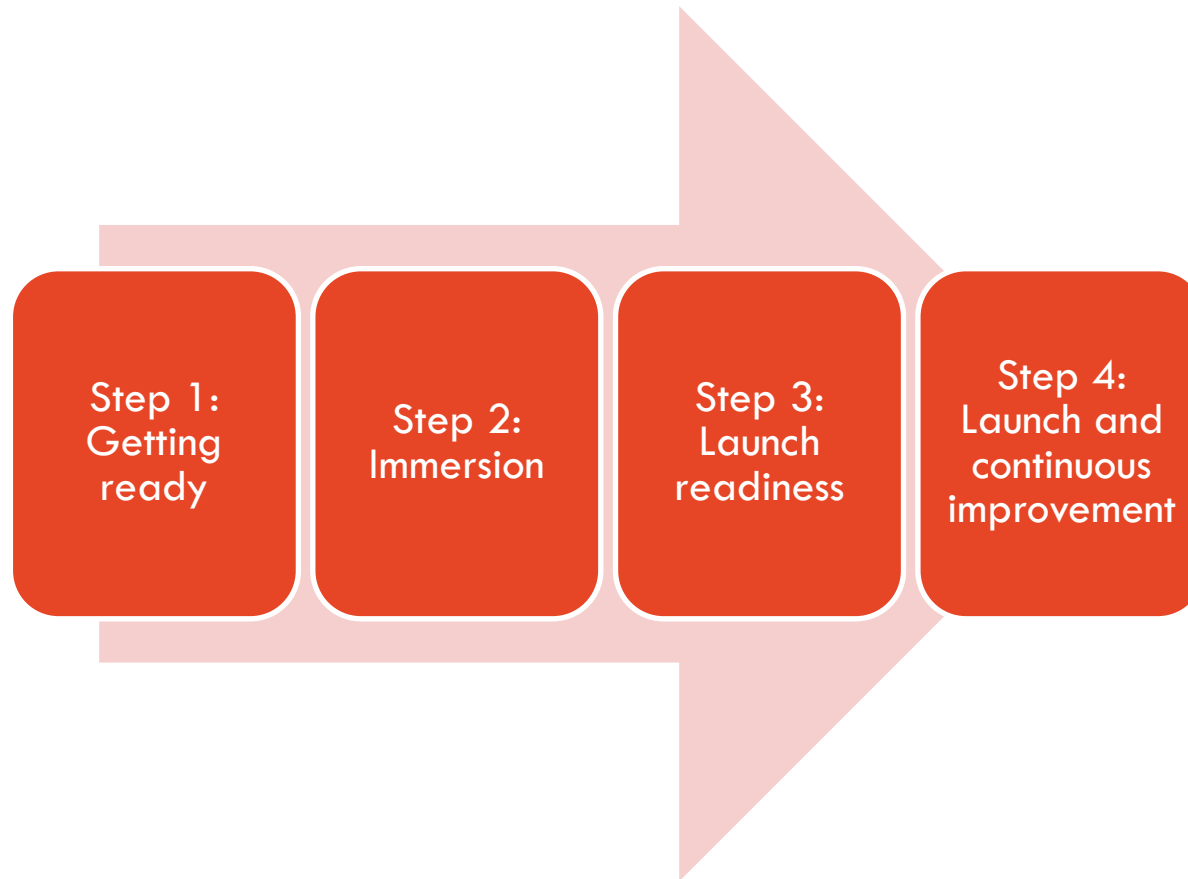 Step 1:
Getting
ready
Step 2:
Immersion
Step 3:
Launch
readiness
Step 4:
Launch and
continuous
improvement